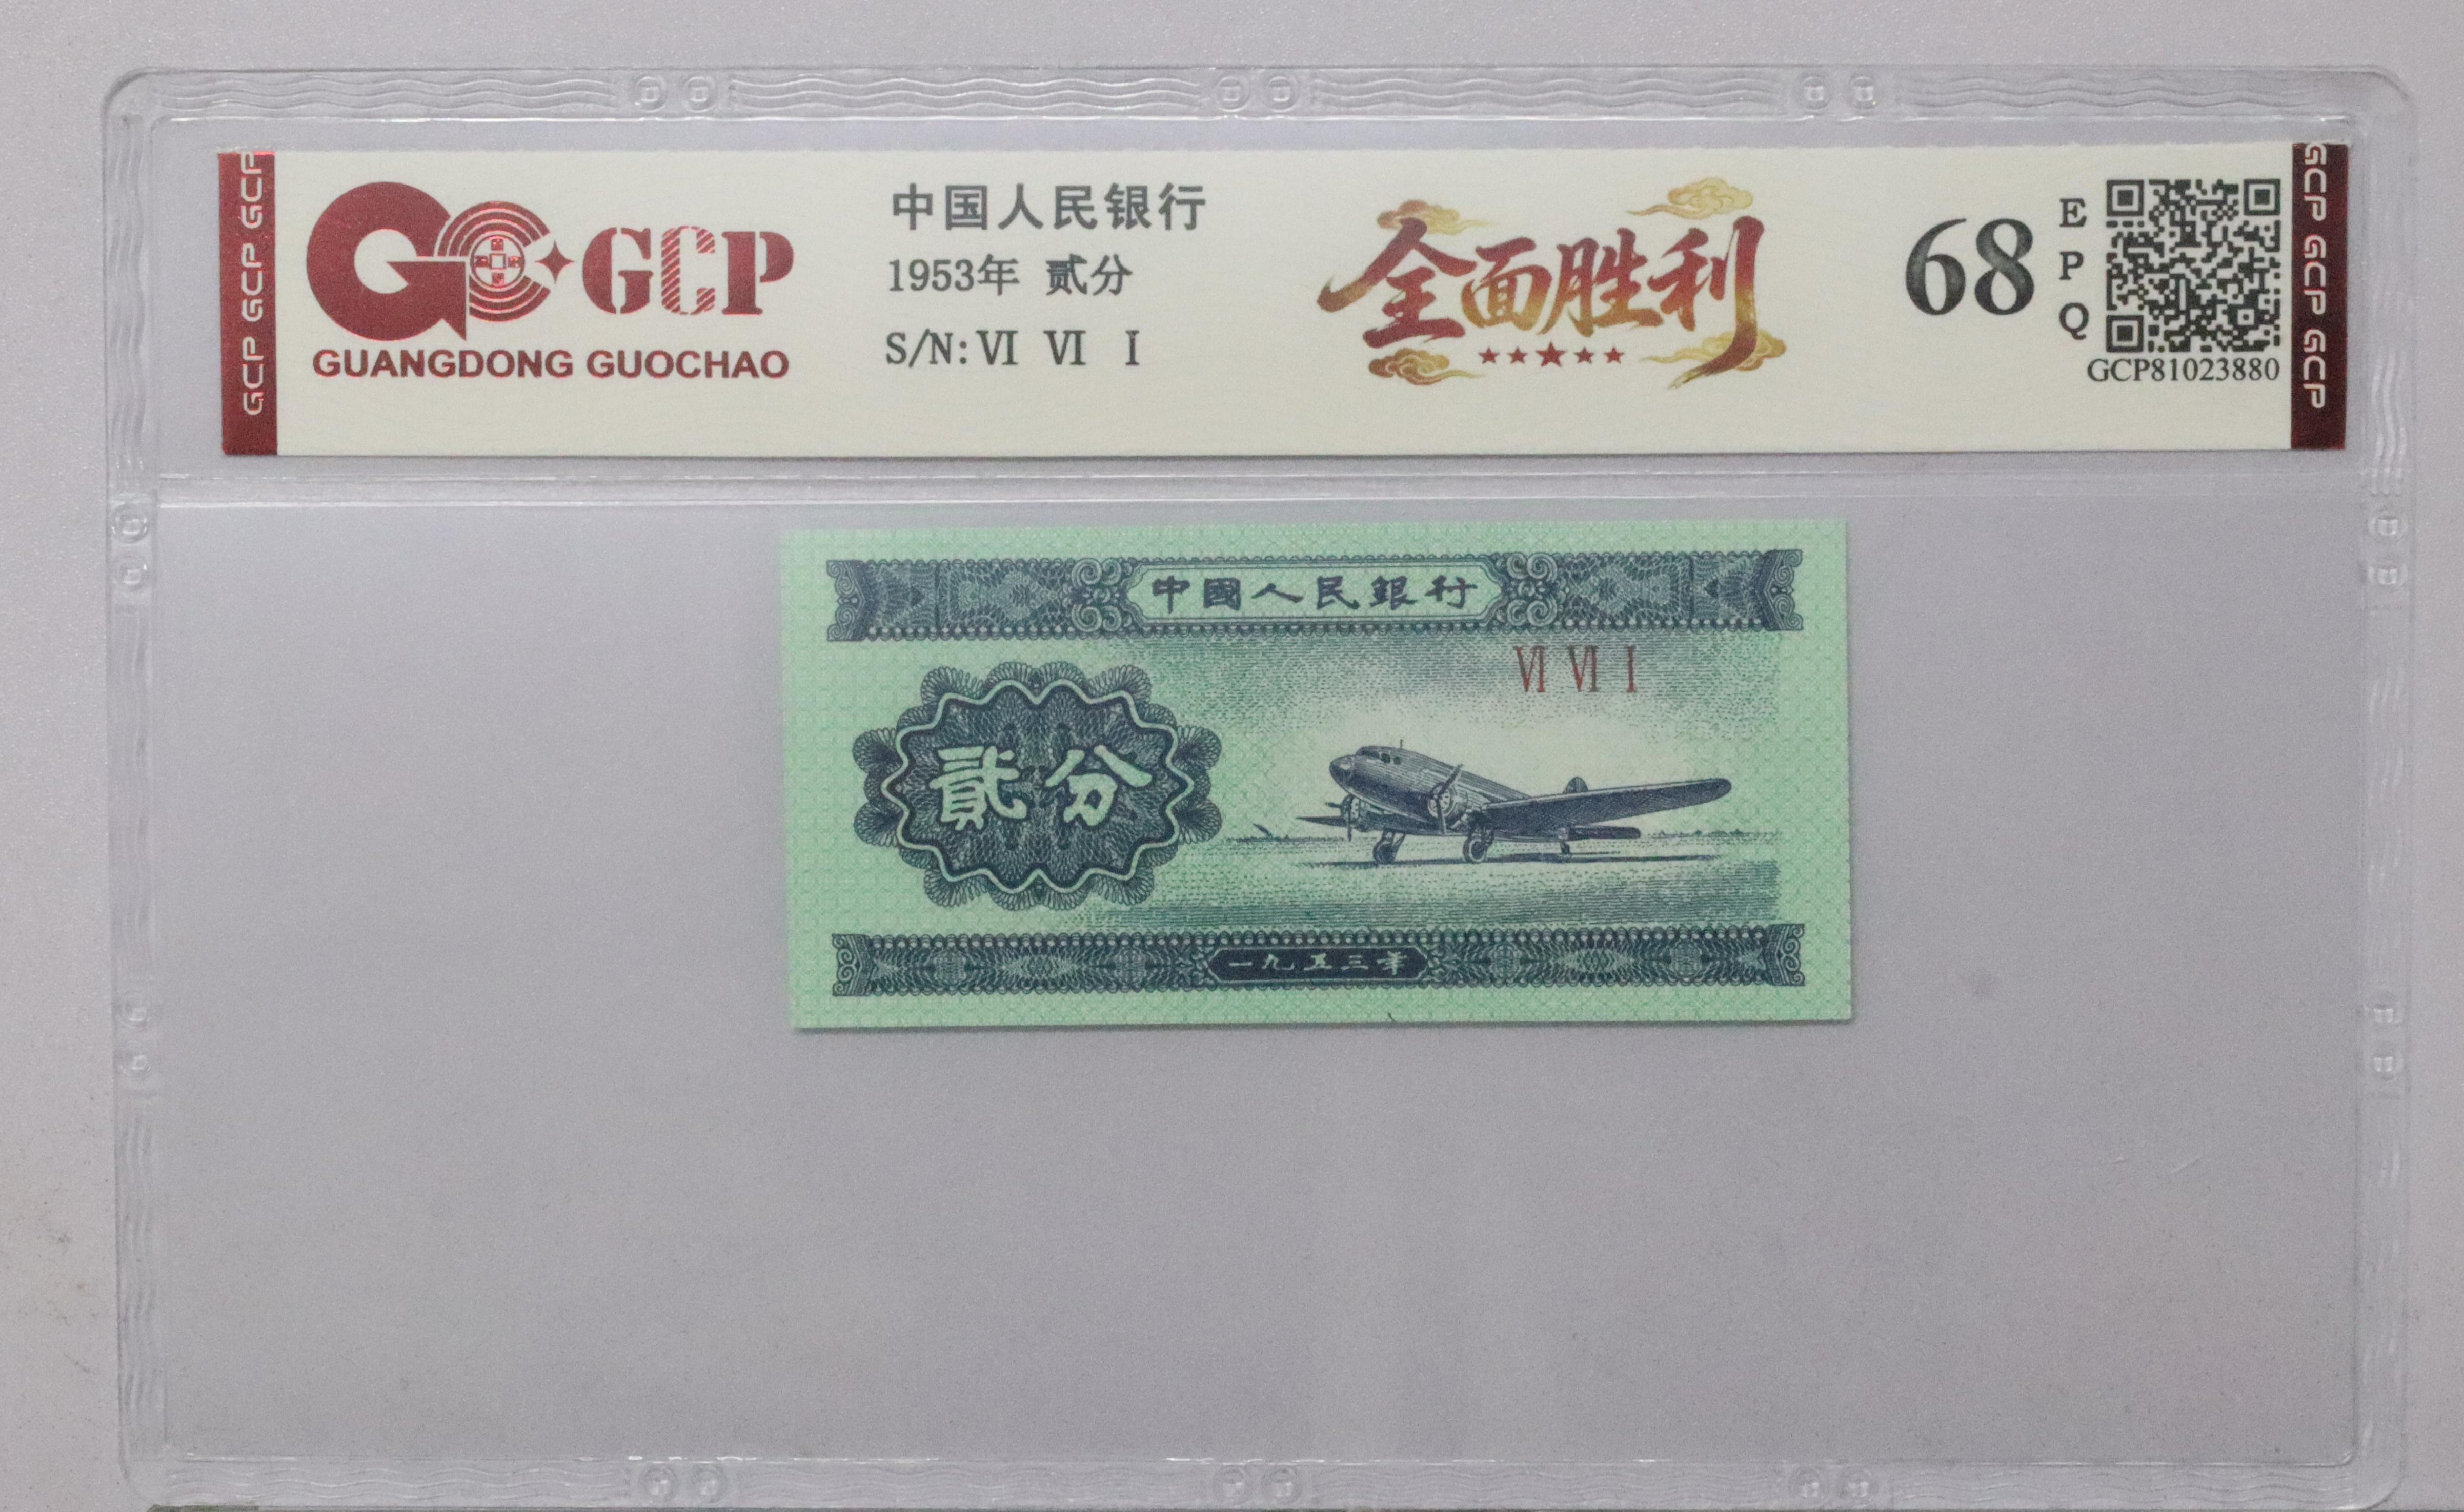 GCP GCP GCP
GCP
GUANGDONG GUOCHAO
中国人民银行
1953年 贰分
S/N: VI VI I
全面胜利
68
EPQ
GCP81023880
GCP GCP GCP
中國人民銀行
VI VI I
貳分
一九五三年